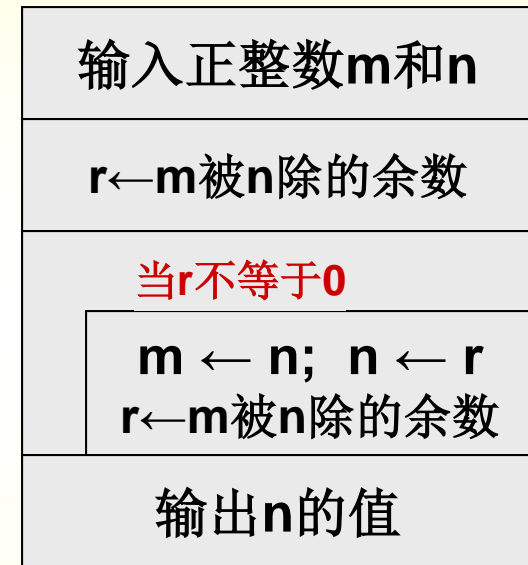 输入正整数m和n
r←m被n除的余数
当r不等于0
m ← n; n ← r
r←m被n除的余数
输出n的值